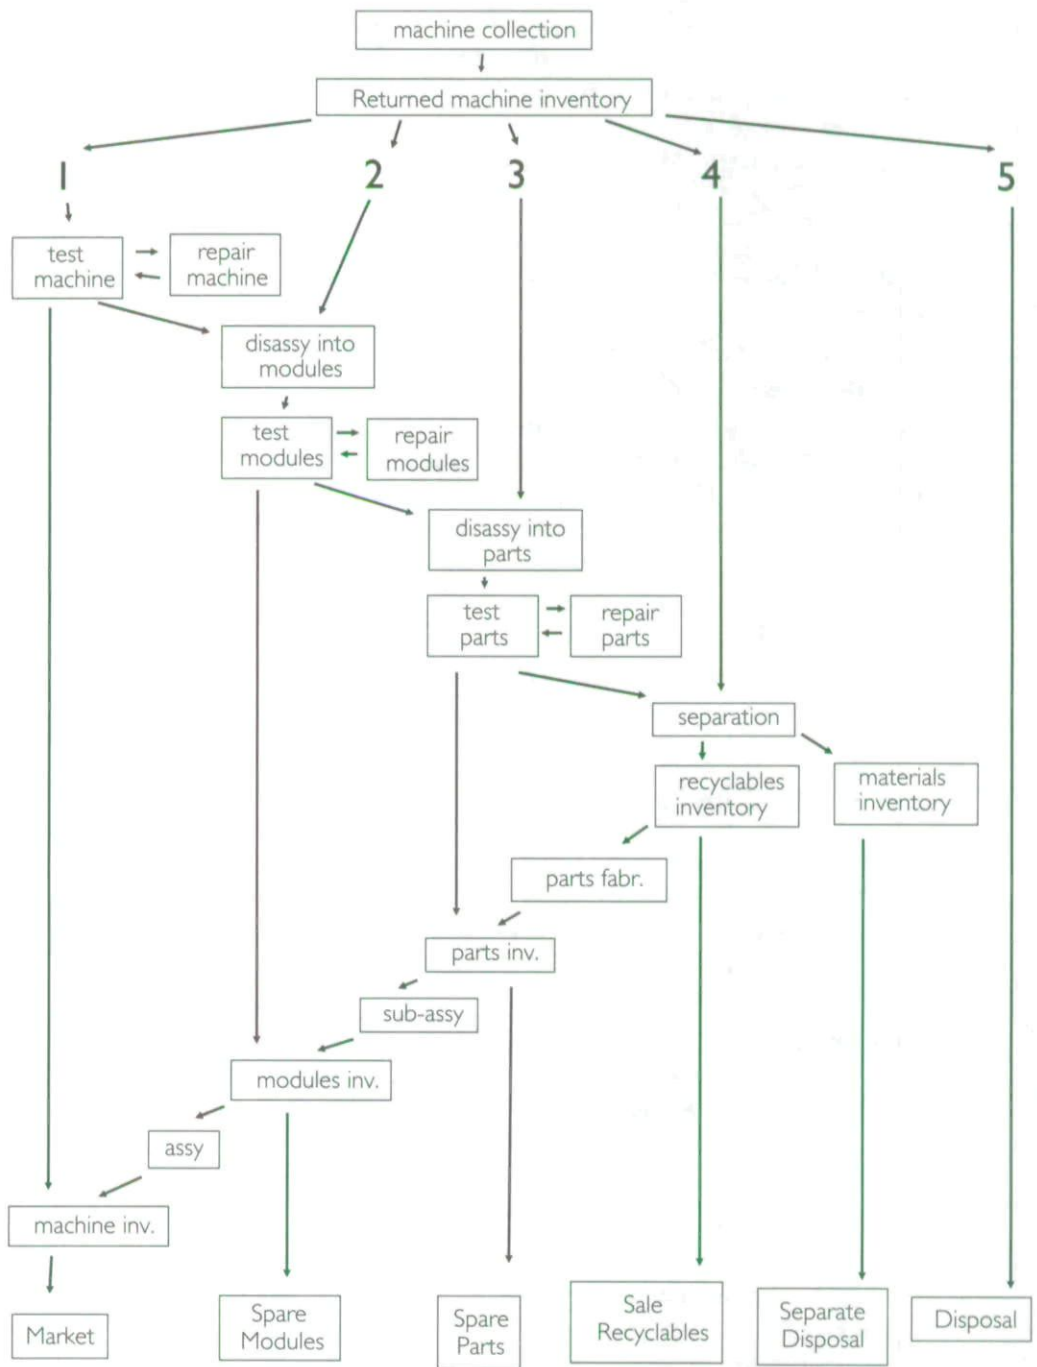 machine collection
Returned machine inventory
1
2
3
4
5
test
machine
repair
machine
disassy into
modules
test
modules
repair
modules
disassy into
parts
test
parts
repair
parts
separation
recyclables
inventory
materials
inventory
parts fabr.
parts inv.
sub-assy
modules inv.
assy
machine inv.
Market
Spare
Modules
Spare
Parts
Sale
Recyclables
Separate
Disposal
Disposal